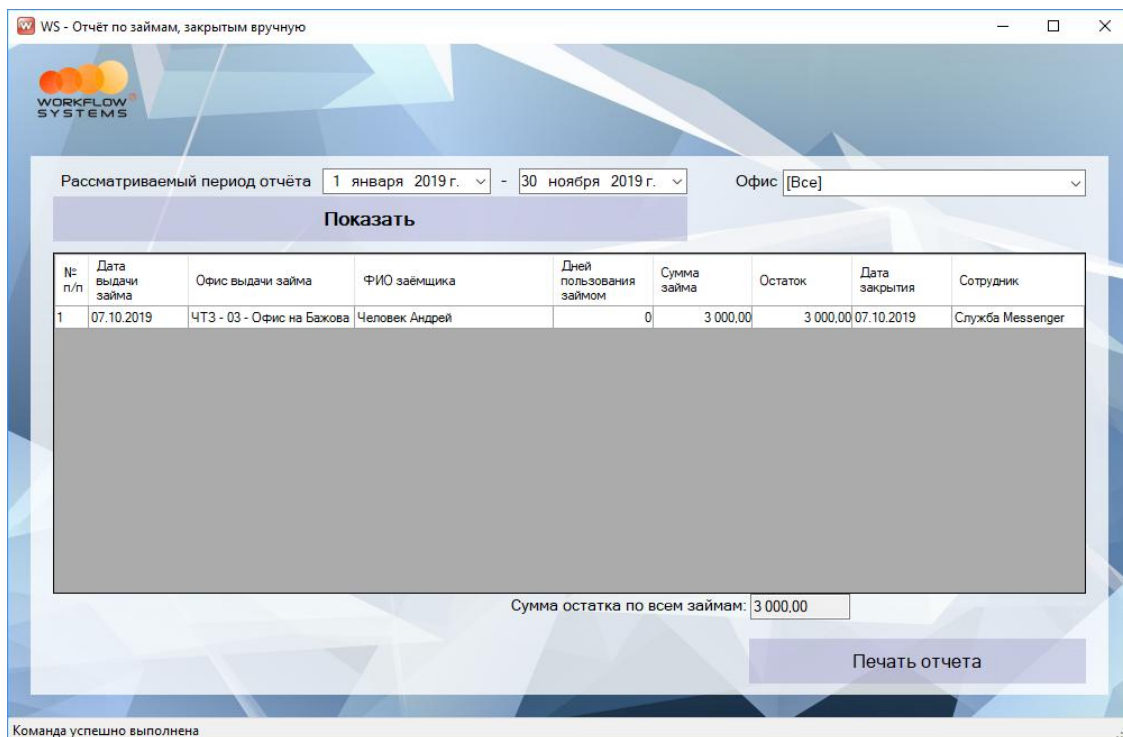 WS - Отчёт по займам, закрытым вручную
WORKFLOW
SYSTEMS
Рассматриваемый период отчёта 1 января 2019 г. - 30 ноября 2019 г. Офис [Все]
Показать
№ п/п Дата выдачи займа Офис выдачи займа ФИО заёмщика Дней пользования займом Сумма займа Остаток Дата закрытия Сотрудник
1 07.10.2019 ЧТЗ - 03 - Офис на Бажова Человек Андрей 0 3 000,00 3 000,00 07.10.2019 Служба Messenger
Сумма остатка по всем займам: 3 000,00
Печать отчета
Команда успешно выполнена